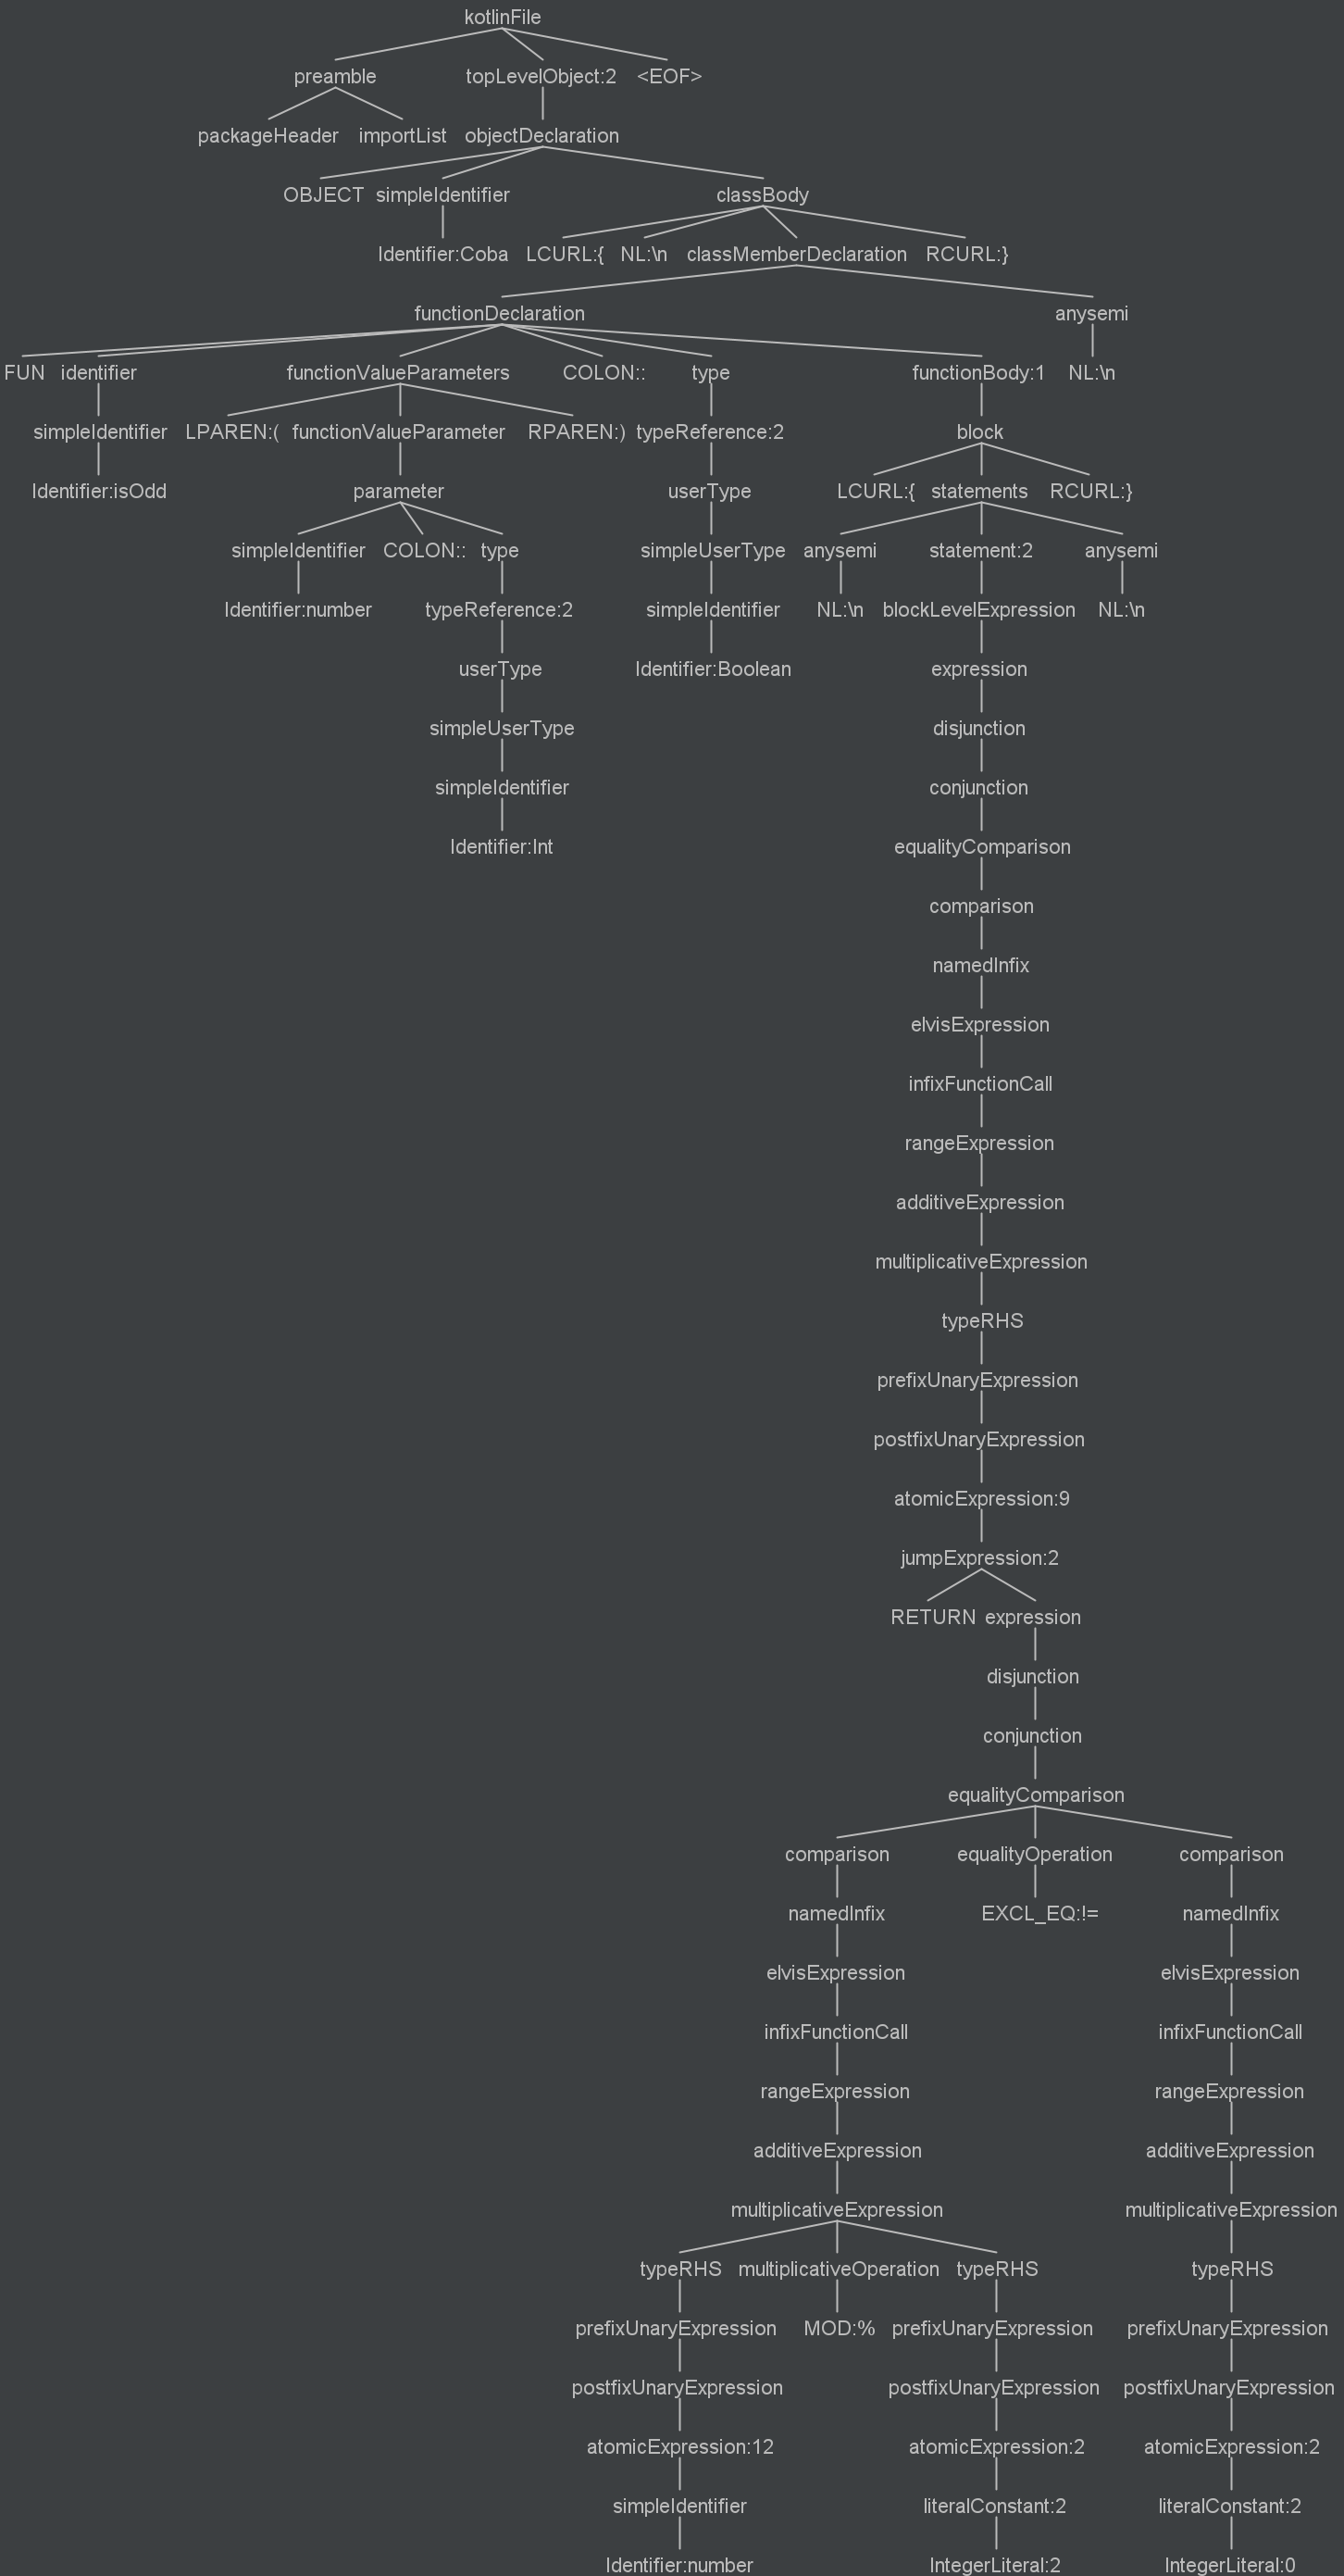 kotlinFile
preamble topLevelObject:2 <EOF>
packageHeader importList objectDeclaration
OBJECT simpleIdentifier classBody
Identifier:Coba LCURL:{ NL:\n classMemberDeclaration RCURL:}
functionDeclaration anysemi
FUN identifier functionValueParameters COLON:: type functionBody:1 NL:\n
simpleIdentifier LPAREN:( functionValueParameter RPAREN:) typeReference:2 block
Identifier:isOdd parameter userType LCURL:{ statements RCURL:}
simpleIdentifier COLON:: type simpleUserType anysemi statement:2 anysemi
Identifier:number typeReference:2 simpleIdentifier NL:\n blockLevelExpression NL:\n
userType Identifier:Boolean expression
simpleUserType disjunction
simpleIdentifier conjunction
Identifier:Int equalityComparison
comparison
namedInfix
elvisExpression
infixFunctionCall
rangeExpression
additiveExpression
multiplicativeExpression
typeRHS
prefixUnaryExpression
postfixUnaryExpression
atomicExpression:9
jumpExpression:2
RETURN expression
disjunction
conjunction
equalityComparison
comparison equalityOperation comparison
namedInfix EXCL_EQ:!= namedInfix
elvisExpression elvisExpression
infixFunctionCall infixFunctionCall
rangeExpression rangeExpression
additiveExpression additiveExpression
multiplicativeExpression multiplicativeExpression
typeRHS multiplicativeOperation typeRHS typeRHS
prefixUnaryExpression MOD:% prefixUnaryExpression prefixUnaryExpression
postfixUnaryExpression postfixUnaryExpression postfixUnaryExpression
atomicExpression:12 atomicExpression:2 atomicExpression:2
simpleIdentifier literalConstant:2 literalConstant:2
Identifier:number IntegerLiteral:2 IntegerLiteral:0